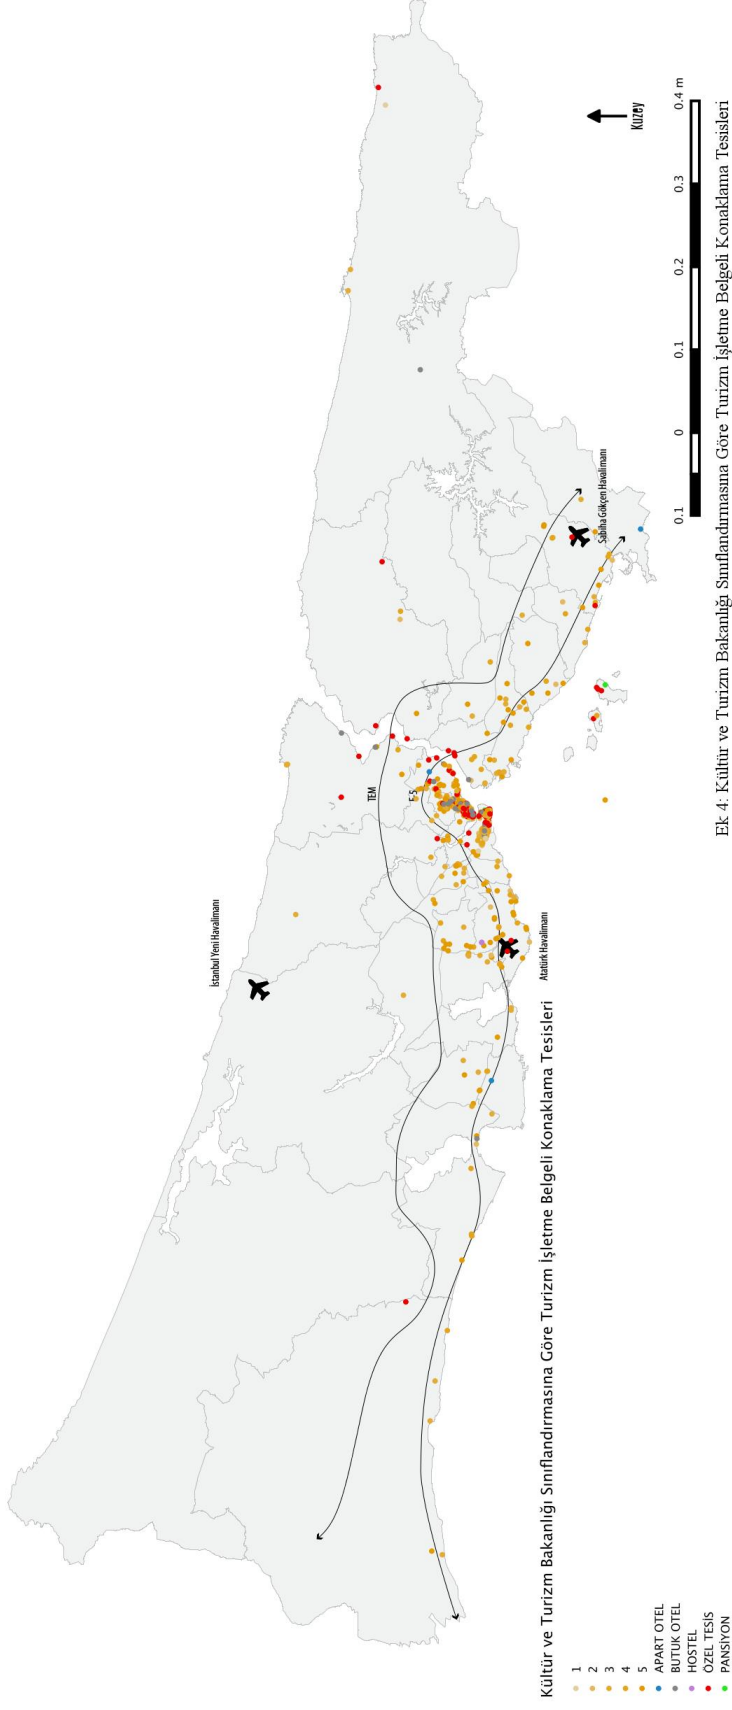 İstanbul Yeni Havalimanı
TEM
E-5
Atatürk Havalimanı
Sabiha Gökçen Havalimanı
Kuzey
0.1 0 0.1 0.2 0.3 0.4 m
Kültür ve Turizm Bakanlığı Sınıflandırmasına Göre Turizm İşletme Belgeli Konaklama Tesisleri
1
2
3
4
5
APART OTEL
BUTUK OTEL
HOSTEL
ÖZEL TESİS
PANSİYON
Ek 4: Kültür ve Turizm Bakanlığı Sınıflandırmasına Göre Turizm İşletme Belgeli Konaklama Tesisleri